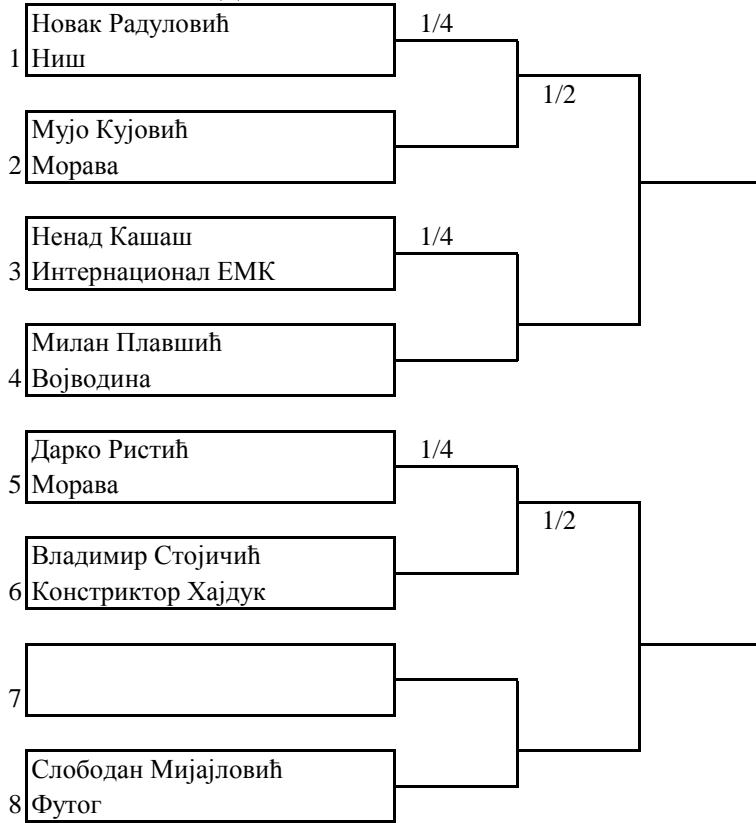 Новак Радуловић
1/4
1 Ниш
1/2
Мујо Кујовић
2 Морава
Ненад Кашаш
1/4
3 Интернационал ЕМК
Милан Плавшић
4 Војводина
Дарко Ристић
1/4
5 Морава
1/2
Владимир Стојичић
6 Констриктор Хајдук
7
Слободан Мијајловић
8 Футог